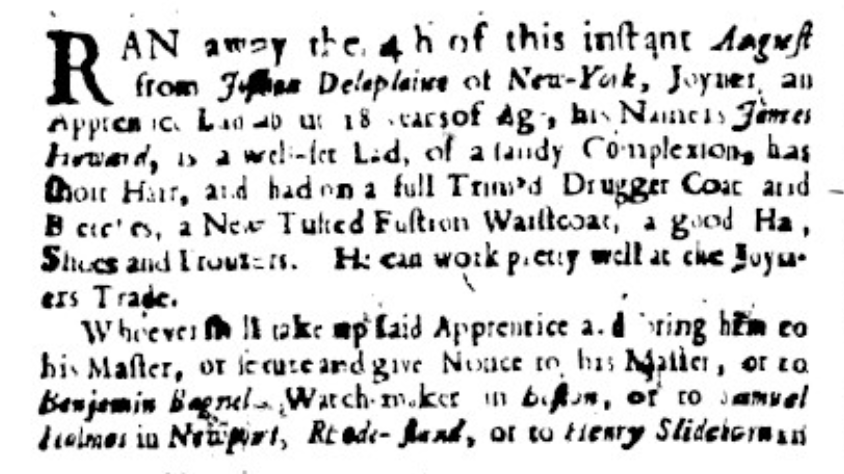 RAN away the 4th of this inſtant Auguſt
from Joſhua Delaplaine of New-York, Joyner, an
Apprentice Lad about 18 Years of Age, his Name is James
Howard, is a well-ſet Lad, of a ſandy Complexion, has
ſhort Hair, and had on a full Trim'd Drugget Coat and
Breeches, a New Tufted Fuſtion Waiſtcoat, a good Hat,
Shoes and Trouzers. He can work pretty well at the Joyn-
ers Trade.
Whoever ſhall take up ſaid Apprentice and bring him to
his Maſter, or ſecure and give Notice to his Maſter, or to
Benjamin Bagnel, Watch-maker in Boſton, or to Samuel
Holmes in Newport, Rhode-Iſland, or to Henry